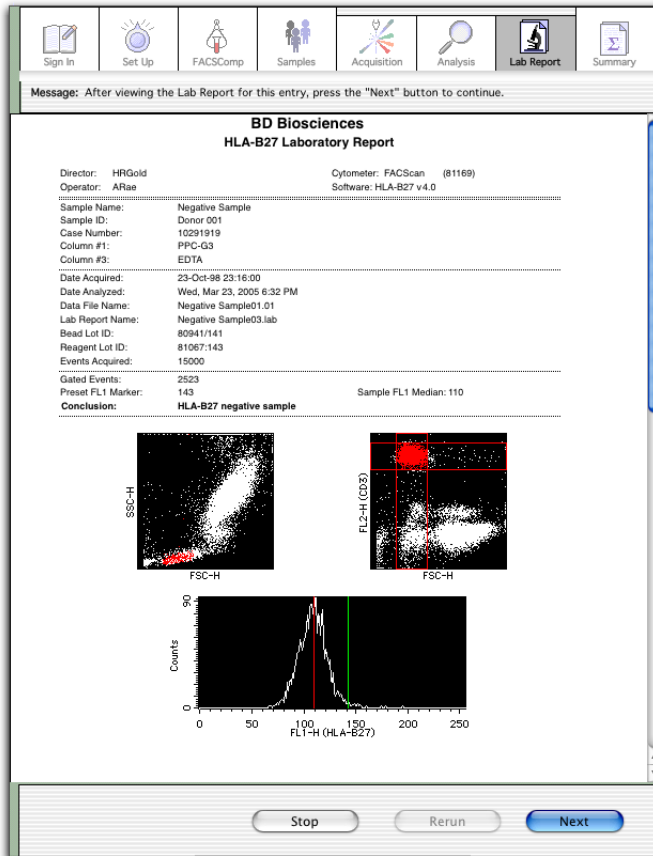 Sign In Set Up FACSComp Samples Acquisition Analysis Lab Report Summary
Message: After viewing the Lab Report for this entry, press the "Next" button to continue.
BD Biosciences
HLA-B27 Laboratory Report
Director: HRGold Cytometer: FACScan (81169)
Operator: ARae Software: HLA-B27 v4.0
Sample Name: Negative Sample
Sample ID: Donor 001
Case Number: 10291919
Column #1: PPC-G3
Column #3: EDTA
Date Acquired: 23-Oct-98 23:16:00
Date Analyzed: Wed, Mar 23, 2005 6:32 PM
Data File Name: Negative Sample01.01
Lab Report Name: Negative Sample03.lab
Bead Lot ID: 80941/141
Reagent Lot ID: 81067:143
Events Acquired: 15000
Gated Events: 2523
Preset FL1 Marker: 143 Sample FL1 Median: 110
Conclusion: HLA-B27 negative sample
SSC-H
FSC-H
FL2-H (CD3)
FSC-H
90
Counts
0
0 50 100 150 200 250
FL1-H (HLA-B27)
Stop Rerun Next